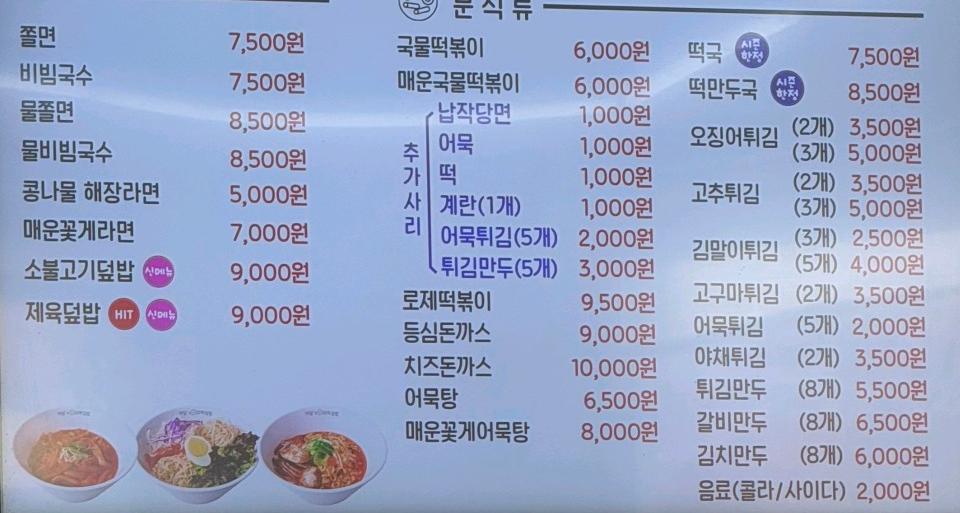 분식류
쫄면 7,500원
비빔국수 7,500원
물쫄면 8,500원
물비빔국수 8,500원
콩나물 해장라면 5,000원
매운꽃게라면 7,000원
소불고기덮밥 신메뉴 9,000원
제육덮밥 HIT 신메뉴 9,000원
국물떡볶이 6,000원
매운국물떡볶이 6,000원
추가사리
납작당면 1,000원
어묵 1,000원
떡 1,000원
계란(1개) 1,000원
어묵튀김(5개) 2,000원
튀김만두(5개) 3,000원
로제떡볶이 9,500원
등심돈까스 9,000원
치즈돈까스 10,000원
어묵탕 6,500원
매운꽃게어묵탕 8,000원
떡국 시즌한정 7,500원
떡만두국 시즌한정 8,500원
오징어튀김 (2개) 3,500원
(3개) 5,000원
고추튀김 (2개) 3,500원
(3개) 5,000원
김말이튀김 (3개) 2,500원
(5개) 4,000원
고구마튀김 (2개) 3,500원
어묵튀김 (5개) 2,000원
야채튀김 (2개) 3,500원
튀김만두 (8개) 5,500원
갈비만두 (8개) 6,500원
김치만두 (8개) 6,000원
음료(콜라/사이다) 2,000원